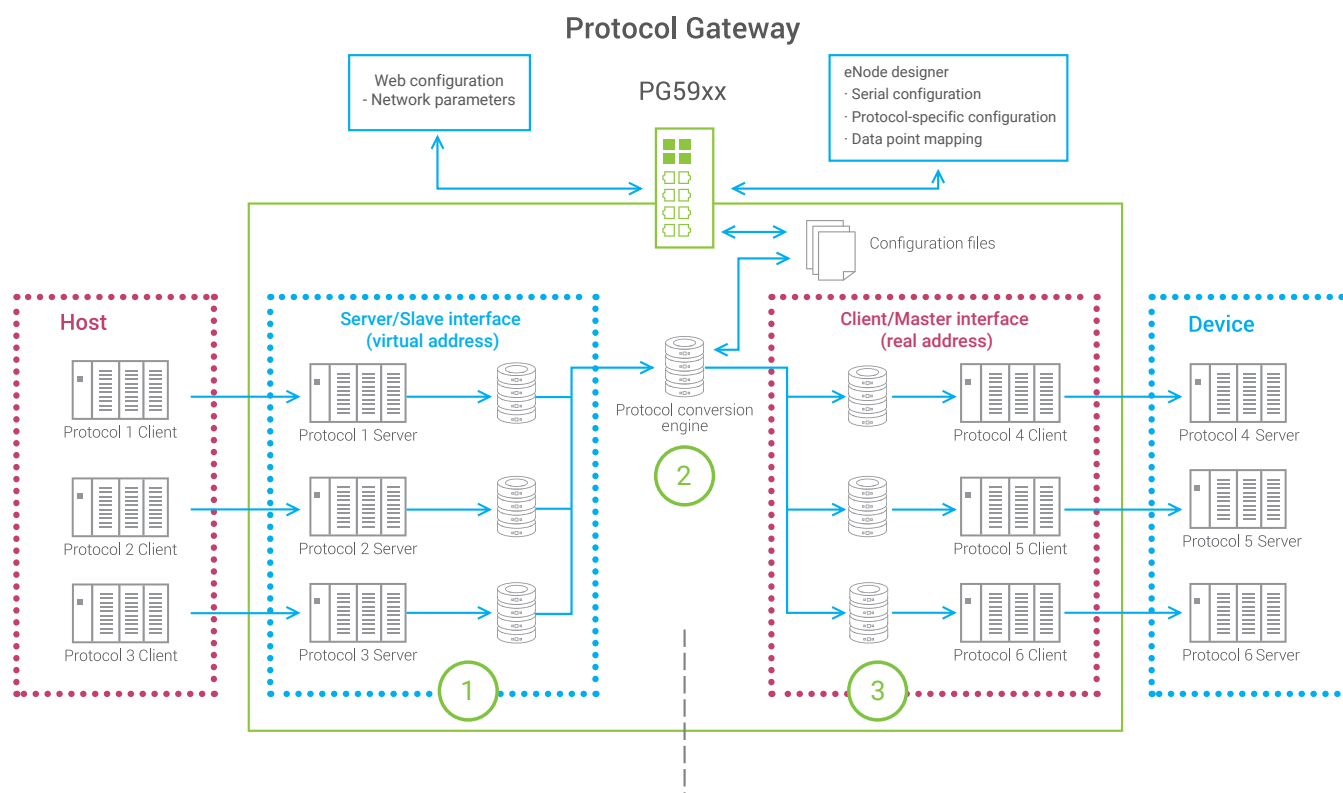 Protocol Gateway
Web configuration
- Network parameters
PG59xx
eNode designer
· Serial configuration
· Protocol-specific configuration
· Data point mapping
Configuration files
Host
Server/Slave interface
(virtual address)
Client/Master interface
(real address)
Device
Protocol 1 Client
Protocol 1 Server
Protocol conversion
engine
Protocol 4 Client
Protocol 4 Server
2
Protocol 2 Client
Protocol 2 Server
Protocol 5 Client
Protocol 5 Server
Protocol 3 Client
Protocol 3 Server
Protocol 6 Client
Protocol 6 Server
1
3